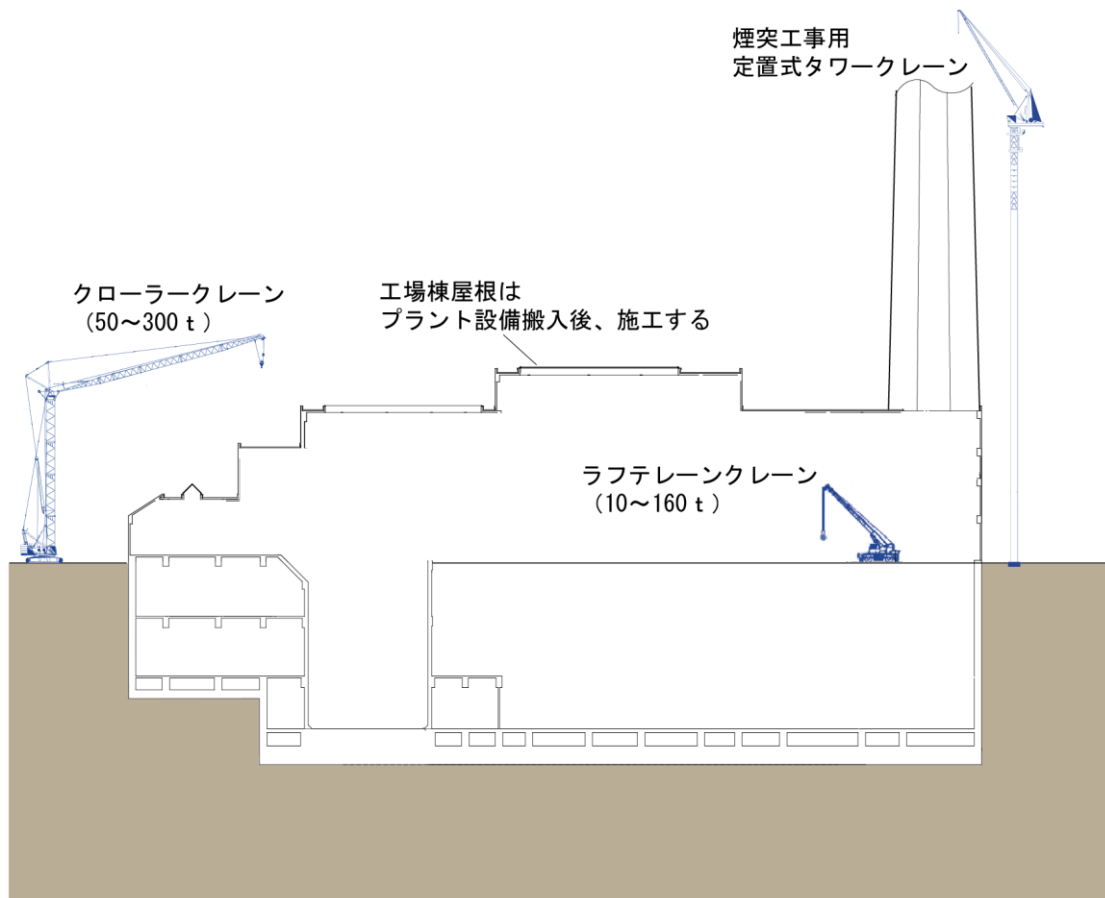 煙突工事用
定置式タワークレーン
クローラークレーン
（50～300ｔ）
工場棟屋根は
プラント設備搬入後、施工する
ラフテレーンクレーン
（10～160ｔ）